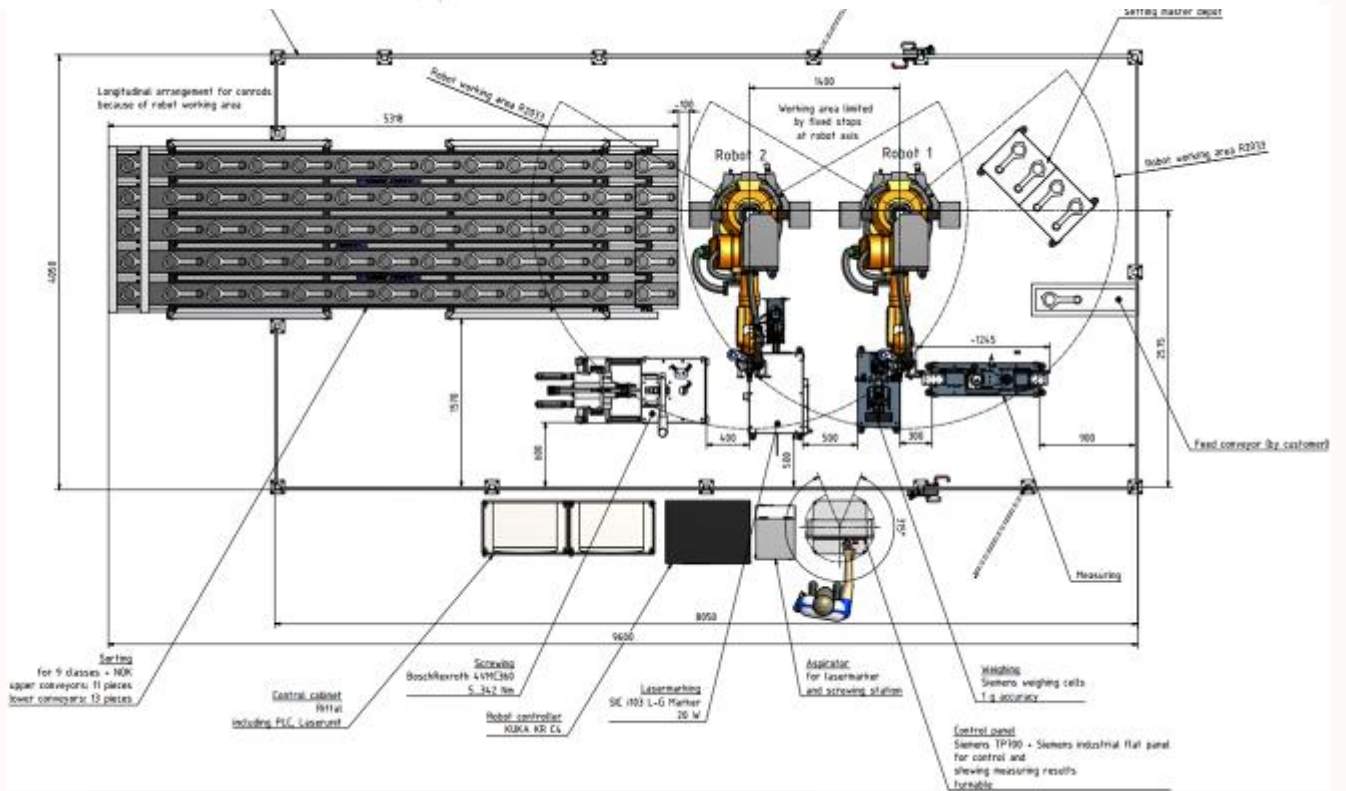 Setting master depot
Longitudinal arrangement for conrods
because of robot working area
Robot working area R2033
~100
1400
Working area limited
by fixed stops
at robot axis
5318
Robot 2
Robot 1
Robot working area R2033
4050
~1245
2575
1570
600
400
500
500
300
900
Feed conveyor (by customer)
315°
Measuring
8050
9600
Sorting
for 9 classes + NOK
upper conveyors: 11 pieces
lower conveyors: 13 pieces
Control cabinet
Rittal
including PLC, Laserunit
Screwing
BoschRexroth 4VMC360
5..342 Nm
Robot controller
KUKA KR C4
Lasermarking
SIC i103 L-G Marker
20 W
Aspirator
for lasermarker
and screwing station
Weighing
Siemens weighing cells
1 g accuracy
Control panel
Siemens TP700 + Siemens industrial flat panel
for control and
showing measuring results
turnable